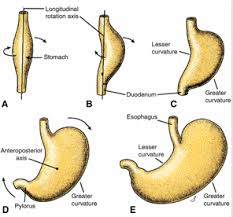 Longitudinal
rotation axis
Stomach
Lesser
curvature
Duodenum
Greater
curvature
A
B
C
Esophagus
Anteroposterior
axis
Lesser
curvature
Pylorus
Greater
curvature
Greater
curvature
D
E